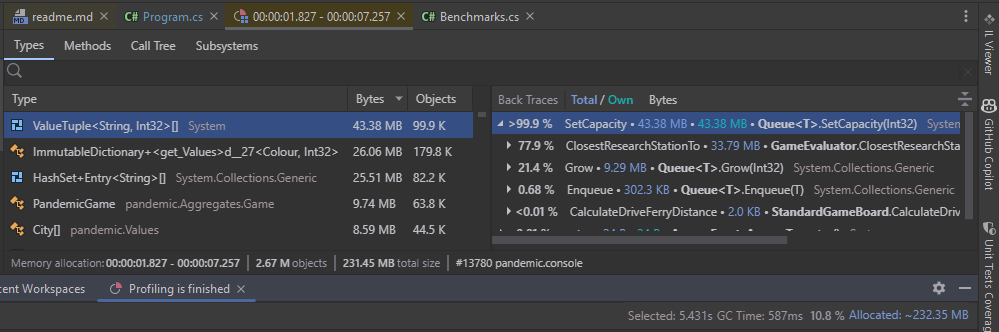 readme.md
C# Program.cs
00:00:01.827 - 00:00:07.257
C# Benchmarks.cs
Types Methods Call Tree Subsystems
Type Bytes Objects
ValueTuple<String, Int32>[] System 43.38 MB 99.9 K
ImmutableDictionary+<get_Values>d__27<Colour, Int32> 26.06 MB 179.8 K
HashSet+Entry<String>[] System.Collections.Generic 25.51 MB 82.2 K
PandemicGame pandemic.Aggregates.Game 9.74 MB 63.8 K
City[] pandemic.Values 8.59 MB 44.5 K
Back Traces Total / Own Bytes
>99.9 % SetCapacity • 43.38 MB • 43.38 MB • Queue<T>.SetCapacity(Int32) System
77.9 % ClosestResearchStationTo • 33.79 MB • GameEvaluator.ClosestResearchSta
21.4 % Grow • 9.29 MB • Queue<T>.Grow(Int32) System.Collections.Generic
0.68 % Enqueue • 302.3 KB • Queue<T>.Enqueue(T) System.Collections.Generic
<0.01 % CalculateDriveFerryDistance • 2.0 KB • StandardGameBoard.CalculateDriv
Memory allocation: 00:00:01.827 - 00:00:07.257 2.67 M objects 231.45 MB total size #13780 pandemic.console
cent Workspaces Profiling is finished
Selected: 5.431s GC Time: 587ms 10.8 % Allocated: ~232.35 MB
IL Viewer
GitHub Copilot
Unit Tests Coverag